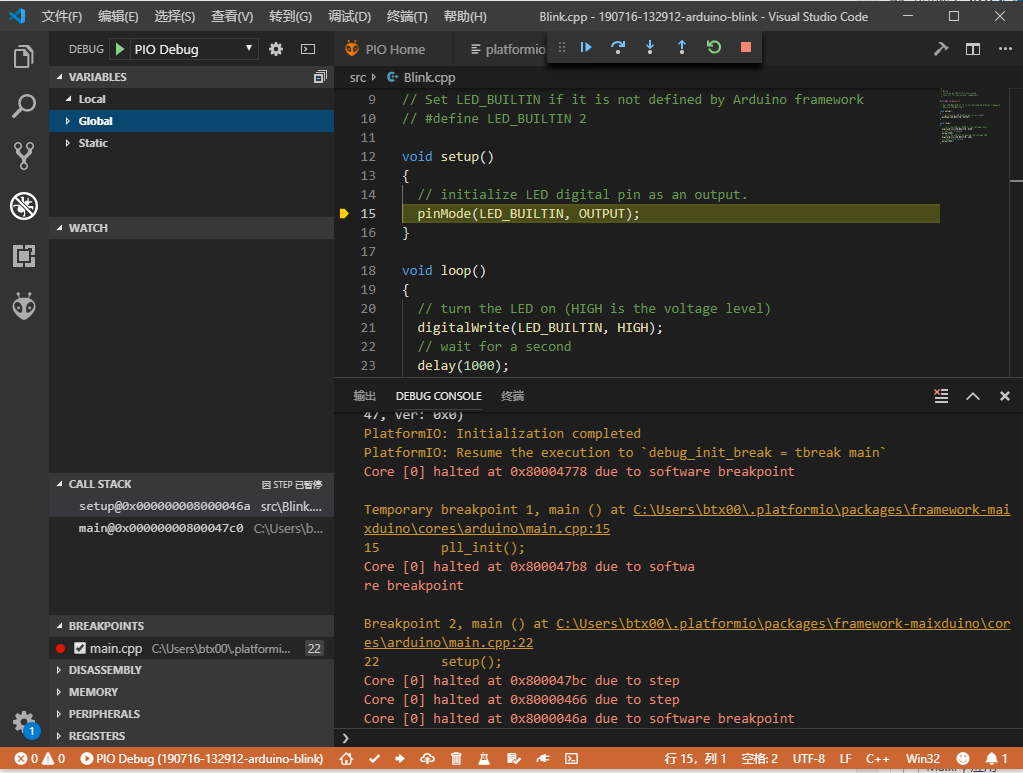 文件(F) 编辑(E) 选择(S) 查看(V) 转到(G) 调试(D) 终端(T) 帮助(H) Blink.cpp - 190716-132912-arduino-blink - Visual Studio Code
DEBUG PIO Debug
PIO Home platformio
VARIABLES
Local
Global
Static
WATCH
CALL STACK 因 STEP 已暂停
setup@0x000000008000046a src\Blink....
main@0x00000000800047c0 C:\Users\b...
BREAKPOINTS
main.cpp C:\Users\btx00\.platformi... 22
DISASSEMBLY
MEMORY
PERIPHERALS
REGISTERS
src Blink.cpp
9 // Set LED_BUILTIN if it is not defined by Arduino framework
10 // #define LED_BUILTIN 2
11
12 void setup()
13 {
14 // initialize LED digital pin as an output.
15 pinMode(LED_BUILTIN, OUTPUT);
16 }
17
18 void loop()
19 {
20 // turn the LED on (HIGH is the voltage level)
21 digitalWrite(LED_BUILTIN, HIGH);
22 // wait for a second
23 delay(1000);
输出 DEBUG CONSOLE 终端
47, ver: 0x0)
PlatformIO: Initialization completed
PlatformIO: Resume the execution to `debug_init_break = tbreak main`
Core [0] halted at 0x80004778 due to software breakpoint
Temporary breakpoint 1, main () at C:\Users\btx00\.platformio\packages\framework-mai
xduino\cores\arduino\main.cpp:15
15 pll_init();
Core [0] halted at 0x800047b8 due to softwa
re breakpoint
Breakpoint 2, main () at C:\Users\btx00\.platformio\packages\framework-maixduino\cor
es\arduino\main.cpp:22
22 setup();
Core [0] halted at 0x800047bc due to step
Core [0] halted at 0x80000466 due to step
Core [0] halted at 0x8000046a due to software breakpoint
1
0 0 PIO Debug (190716-132912-arduino-blink) 行 15，列 1 空格: 2 UTF-8 LF C++ Win32 1